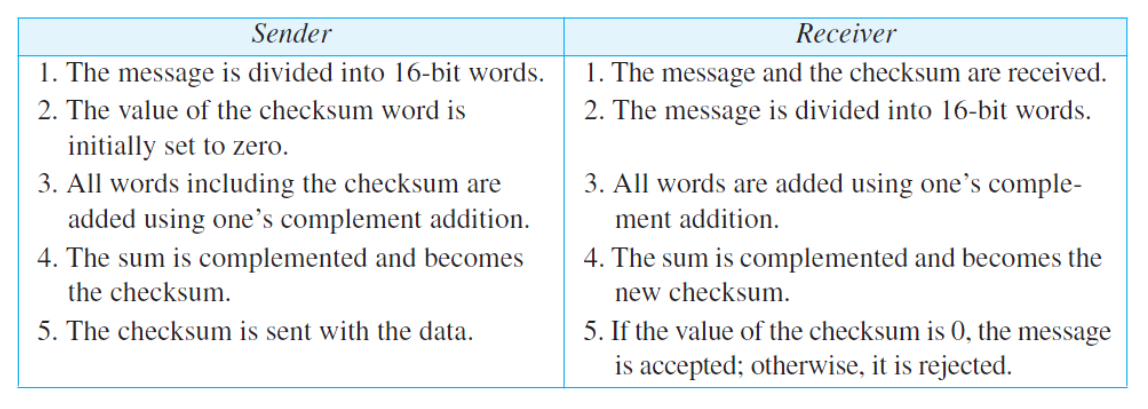 Sender
Receiver
1. The message is divided into 16-bit words.
2. The value of the checksum word is
initially set to zero.
3. All words including the checksum are
added using one’s complement addition.
4. The sum is complemented and becomes
the checksum.
5. The checksum is sent with the data.
1. The message and the checksum are received.
2. The message is divided into 16-bit words.
3. All words are added using one’s comple-
ment addition.
4. The sum is complemented and becomes the
new checksum.
5. If the value of the checksum is 0, the message
is accepted; otherwise, it is rejected.